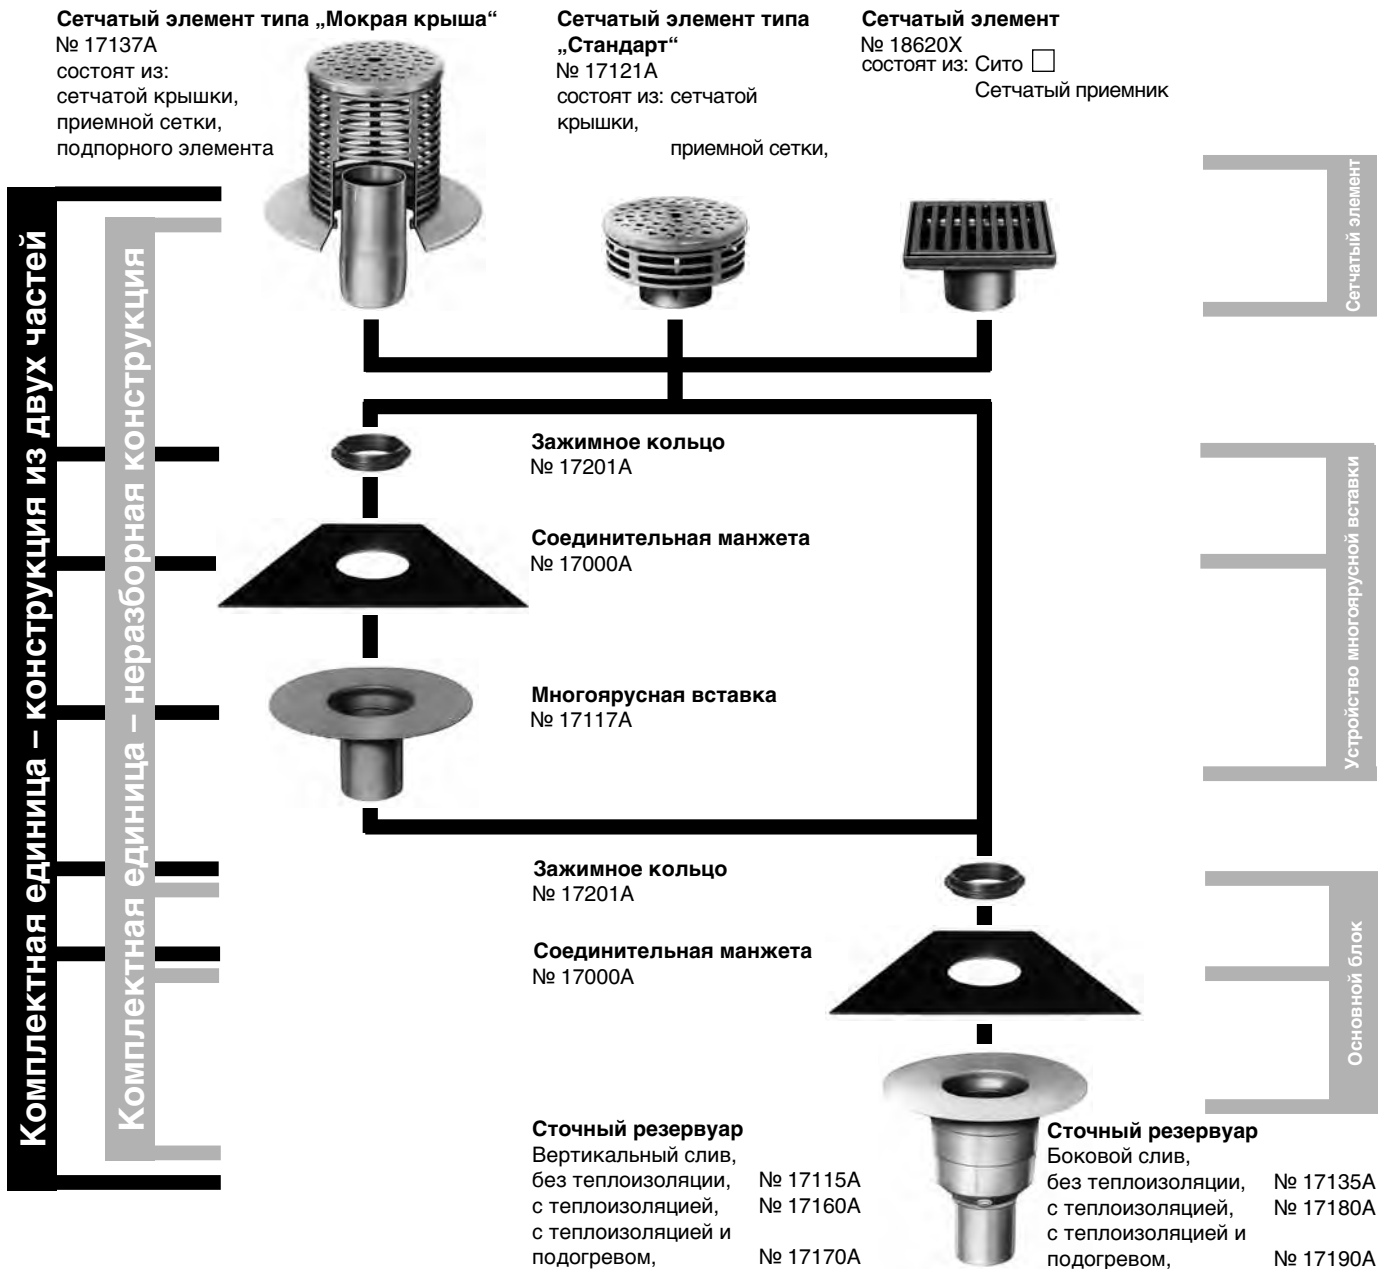 Сетчатый элемент типа „Мокрая крыша“
№ 17137A
состоят из:
сетчатой крышки,
приемной сетки,
подпорного элемента
Сетчатый элемент типа
„Стандарт“
№ 17121A
состоят из: сетчатой
крышки,
приемной сетки,
Сетчатый элемент
№ 18620X
состоят из: Сито □
Сетчатый приемник
Комплектная единица – конструкция из двух частей
Комплектная единица – неразборная конструкция
Сетчатый элемент
Зажимное кольцо
№ 17201A
Соединительная манжета
№ 17000A
Многоярусная вставка
№ 17117A
Устройство многоярусной вставки
Зажимное кольцо
№ 17201A
Соединительная манжета
№ 17000A
Основной блок
Сточный резервуар
Вертикальный слив,
без теплоизоляции, № 17115A
с теплоизоляцией, № 17160A
с теплоизоляцией и
подогревом, № 17170A
Сточный резервуар
Боковой слив,
без теплоизоляции, № 17135A
с теплоизоляцией, № 17180A
с теплоизоляцией и
подогревом, № 17190A